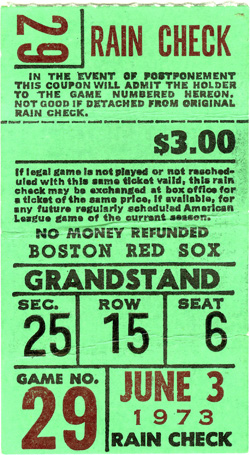 29
RAIN CHECK
IN THE EVENT OF POSTPONEMENT
THIS COUPON WILL ADMIT THE HOLDER
TO THE GAME NUMBERED HEREON.
NOT GOOD IF DETACHED FROM ORIGINAL
RAIN CHECK.
$3.00
If legal game is not played or not resched-
uled with this same ticket valid, this rain
check may be exchanged at box office for
a ticket of the same price, if available, for
any future regularly scheduled American
League game of the current season.
NO MONEY REFUNDED
BOSTON RED SOX
GRANDSTAND
SEC. ROW SEAT
25 15 6
GAME NO.
29
JUNE 3
1973
RAIN CHECK